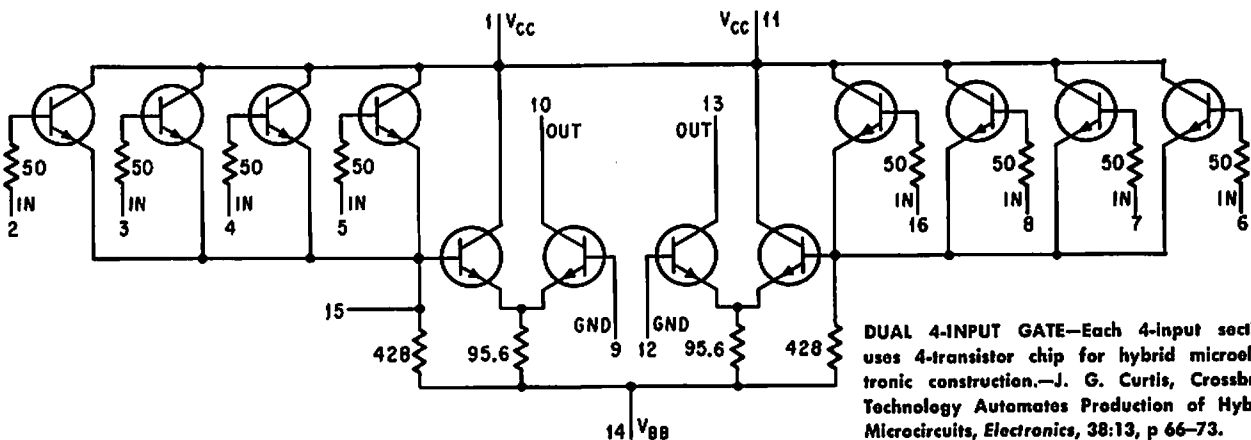 1 VCC
VCC 11
10
OUT
13
OUT
50
IN
2
50
IN
3
50
IN
4
50
IN
5
50
IN
16
50
IN
8
50
IN
7
50
IN
6
15
GND
9
12
GND
428
95.6
95.6
428
14 VBB
DUAL 4-INPUT GATE—Each 4-input
uses 4-transistor chip for hybrid
tronic construction.—J. G. Curtis,
Technology Automates Production of
Microcircuits, Electronics, 38:13, p 66–73.